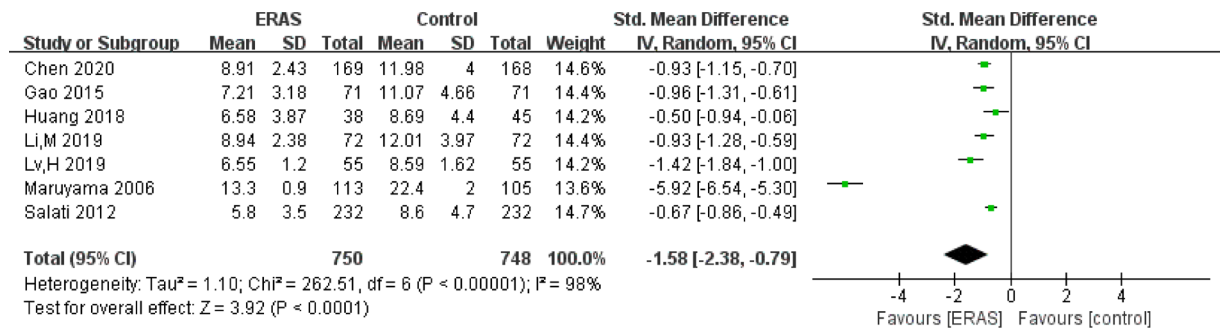 ERAS Control Std. Mean Difference Std. Mean Difference
Study or Subgroup Mean SD Total Mean SD Total Weight IV, Random, 95% CI IV, Random, 95% CI
Chen 2020 8.91 2.43 169 11.98 4 168 14.6% -0.93 [-1.15, -0.70]
Gao 2015 7.21 3.18 71 11.07 4.66 71 14.4% -0.96 [-1.31, -0.61]
Huang 2018 6.58 3.87 38 8.69 4.4 45 14.2% -0.50 [-0.94, -0.06]
Li,M 2019 8.94 2.38 72 12.01 3.97 72 14.4% -0.93 [-1.28, -0.59]
Lv,H 2019 6.55 1.2 55 8.59 1.62 55 14.2% -1.42 [-1.84, -1.00]
Maruyama 2006 13.3 0.9 113 22.4 2 105 13.6% -5.92 [-6.54, -5.30]
Salati 2012 5.8 3.5 232 8.6 4.7 232 14.7% -0.67 [-0.86, -0.49]
Total (95% CI) 750 748 100.0% -1.58 [-2.38, -0.79]
Heterogeneity: Tau² = 1.10; Chi² = 262.51, df = 6 (P < 0.00001); I² = 98%
Test for overall effect: Z = 3.92 (P < 0.0001)
-4 -2 0 2 4
Favours [ERAS] Favours [control]